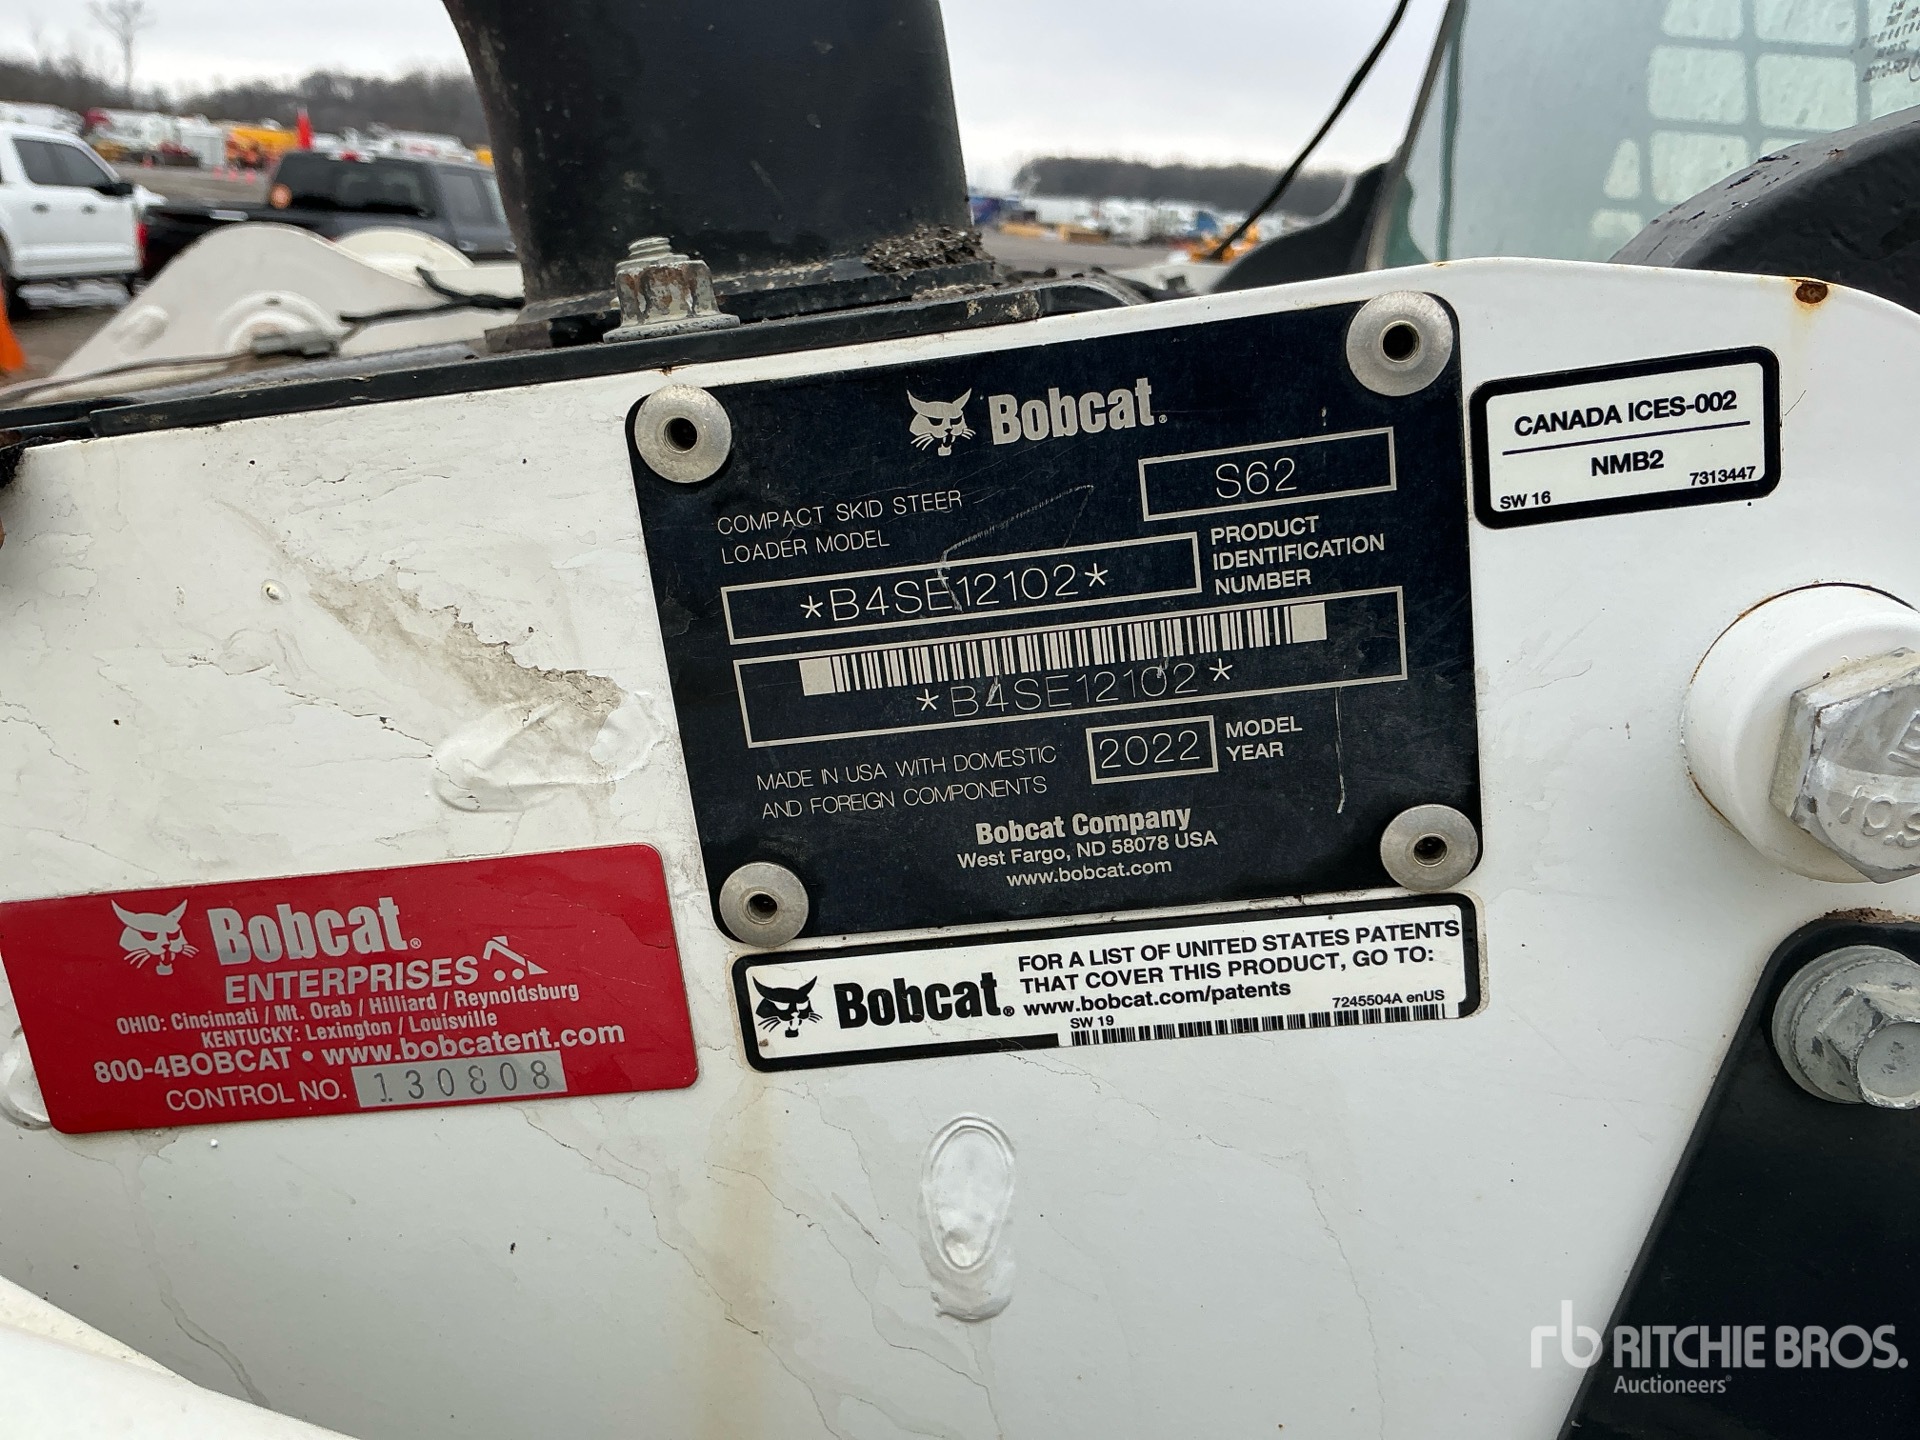 Bobcat®
COMPACT SKID STEER
LOADER MODEL
S62
*B4SE12102*
PRODUCT
IDENTIFICATION
NUMBER
*B4SE12102*
MADE IN USA WITH DOMESTIC
AND FOREIGN COMPONENTS
2022
MODEL
YEAR
Bobcat Company
West Fargo, ND 58078 USA
www.bobcat.com
CANADA ICES-002
NMB2
SW 16
7313447
Bobcat®
ENTERPRISES
OHIO: Cincinnati / Mt. Orab / Hilliard / Reynoldsburg
KENTUCKY: Lexington / Louisville
800-4BOBCAT • www.bobcatent.com
CONTROL NO. 130808
Bobcat®
FOR A LIST OF UNITED STATES PATENTS
THAT COVER THIS PRODUCT, GO TO:
www.bobcat.com/patents
7245504A enUS
SW 19
rb RITCHIE BROS.
Auctioneers®